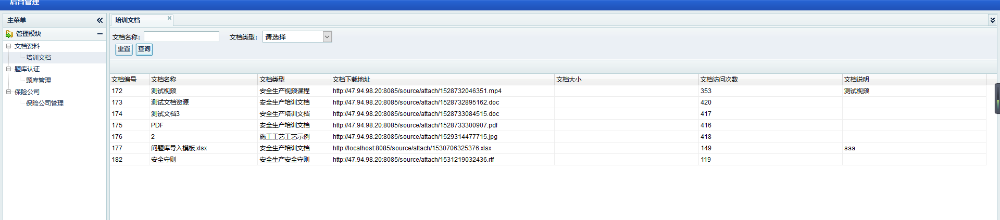 后台管理
主菜单
管理模块
文档资料
培训文档
题库认证
题库管理
保险公司
保险公司管理
培训文档
文档名称： 文档类型： 请选择
重置 查询
文档编号 文档名称 文档类型 文档下载地址 文档大小 文档访问次数 文档说明
172 测试视频 安全生产视频课程 http://47.94.98.20:8085/source/attach/1528732046351.mp4 353 测试视频
173 测试文档资源 安全生产培训文档 http://47.94.98.20:8085/source/attach/1528732895162.doc 420
174 测试文档3 安全生产培训文档 http://47.94.98.20:8085/source/attach/1528733084515.doc 417
175 PDF 安全生产培训文档 http://47.94.98.20:8085/source/attach/1528733300907.pdf 416
176 2 施工工艺工艺示例 http://47.94.98.20:8085/source/attach/1529314477715.jpg 418
177 问题库导入模板.xlsx 安全生产培训文档 http://localhost:8085/source/attach/1530706325376.xlsx 149 saa
182 安全守则 安全生产安全守则 http://47.94.98.20:8085/source/attach/1531219032436.rtf 119